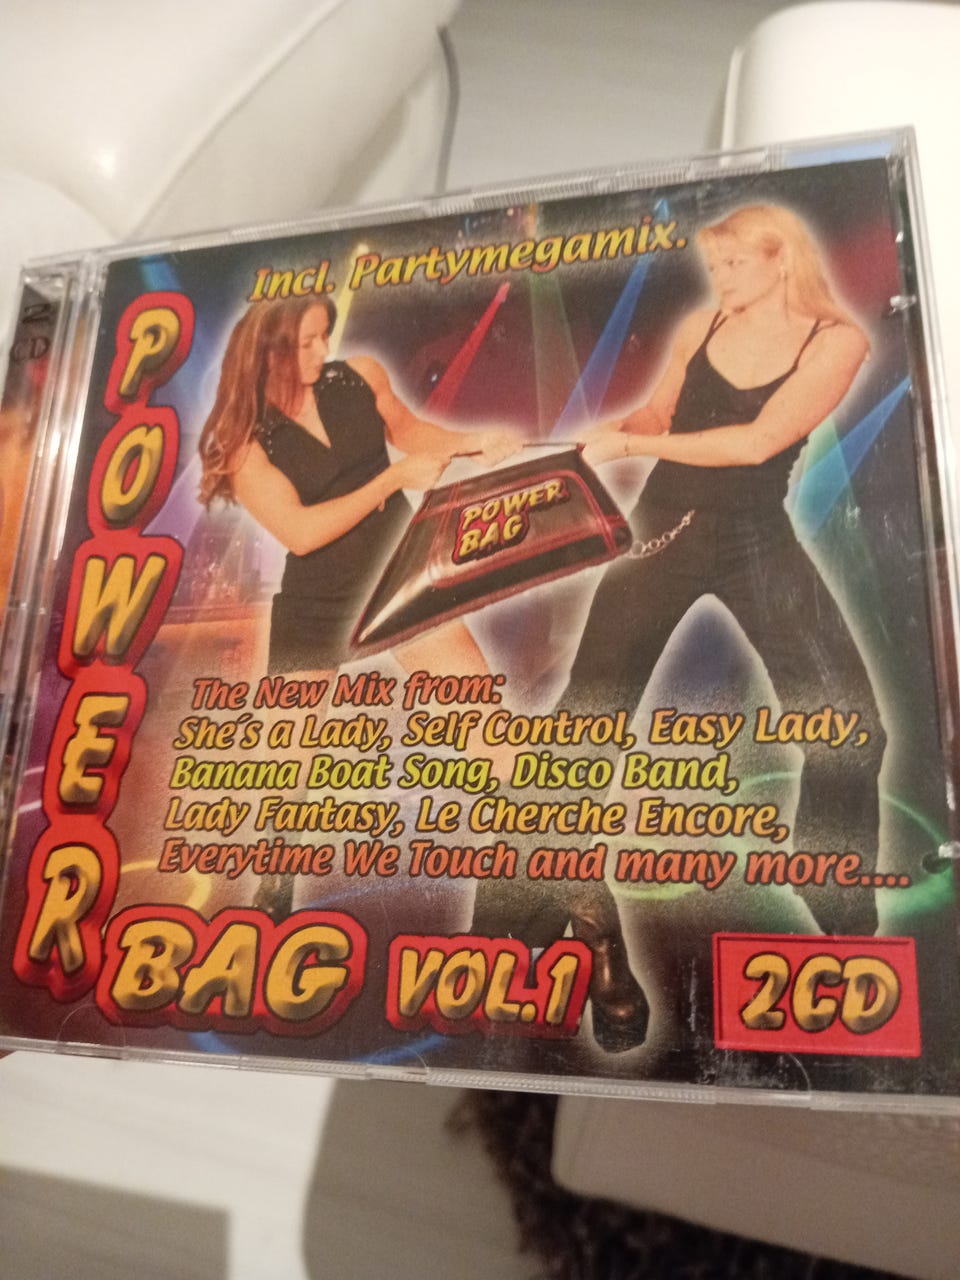 Incl. Partymegamix.
2
CD
POWER
BAG VOL.1
POWER
BAG
The New Mix from:
She´s a Lady, Self Control, Easy Lady,
Banana Boat Song, Disco Band,
Lady Fantasy, Le Cherche Encore,
Everytime We Touch and many more....
2CD